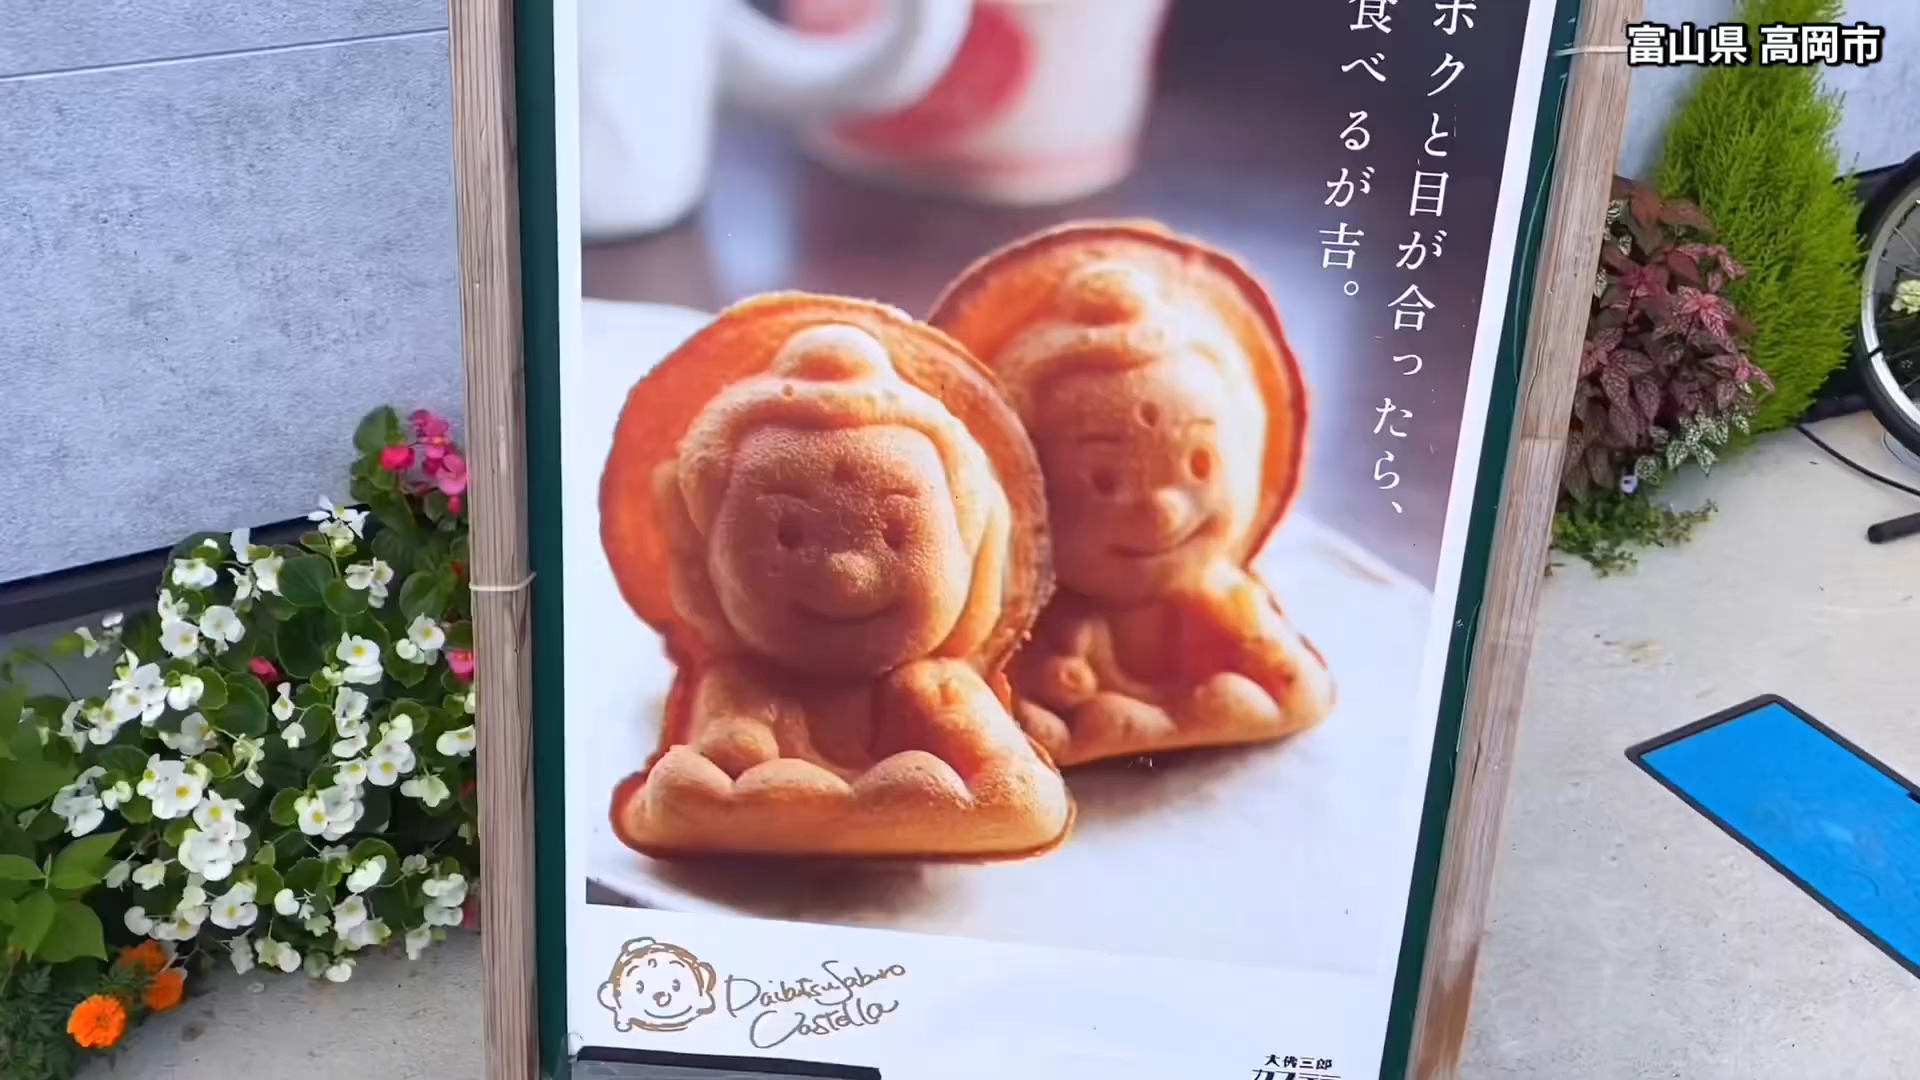 富山県 高岡市
ボクと目が合ったら、
食べるが吉。
Daibutsu Saburo
Castella
大佛三郎